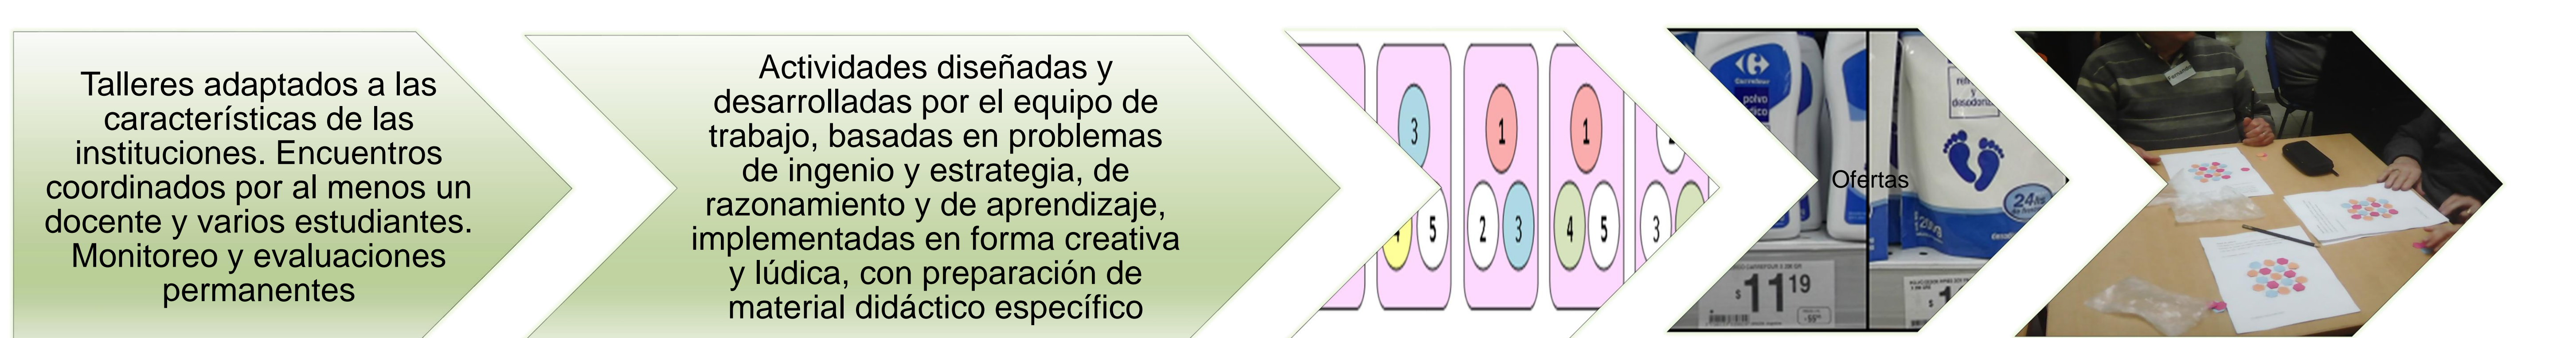 Talleres adaptados a las
características de las
instituciones. Encuentros
coordinados por al menos un
docente y varios estudiantes.
Monitoreo y evaluaciones
permanentes
Actividades diseñadas y
desarrolladas por el equipo de
trabajo, basadas en problemas
de ingenio y estrategia, de
razonamiento y de aprendizaje,
implementadas en forma creativa
y lúdica, con preparación de
material didáctico específico
3 1 1
5 2 3 4 5 3
Carrefour
polvo
$ 11 19
Ofertas
24hs
$ 1